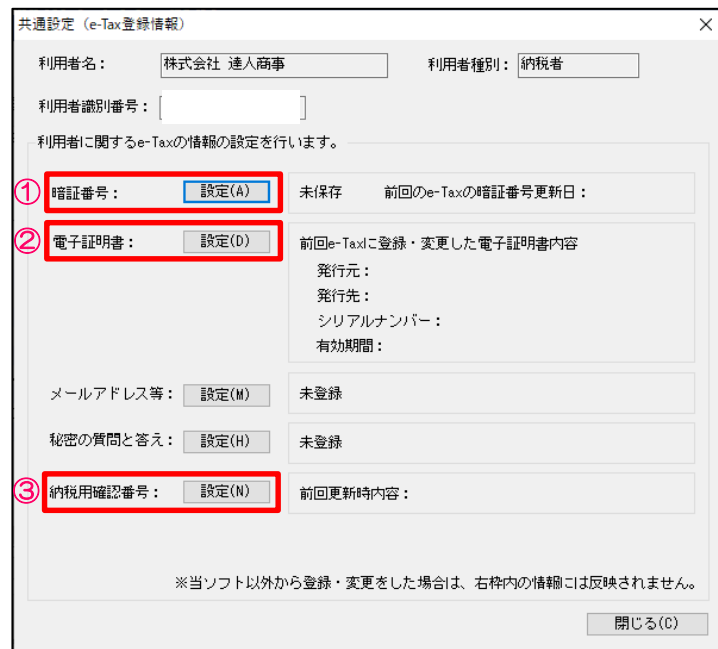 共通設定（e-Tax登録情報）
利用者名： 株式会社 達人商事 利用者種別： 納税者
利用者識別番号：
利用者に関するe-Taxの情報の設定を行います。
① 暗証番号： 設定(A) 未保存 前回のe-Taxの暗証番号更新日：
② 電子証明書： 設定(D) 前回e-Taxに登録・変更した電子証明書内容
発行元：
発行先：
シリアルナンバー：
有効期間：
メールアドレス等： 設定(M) 未登録
秘密の質問と答え： 設定(H) 未登録
③ 納税用確認番号： 設定(N) 前回更新時内容：
※当ソフト以外から登録・変更をした場合は、右枠内の情報には反映されません。
閉じる(C)